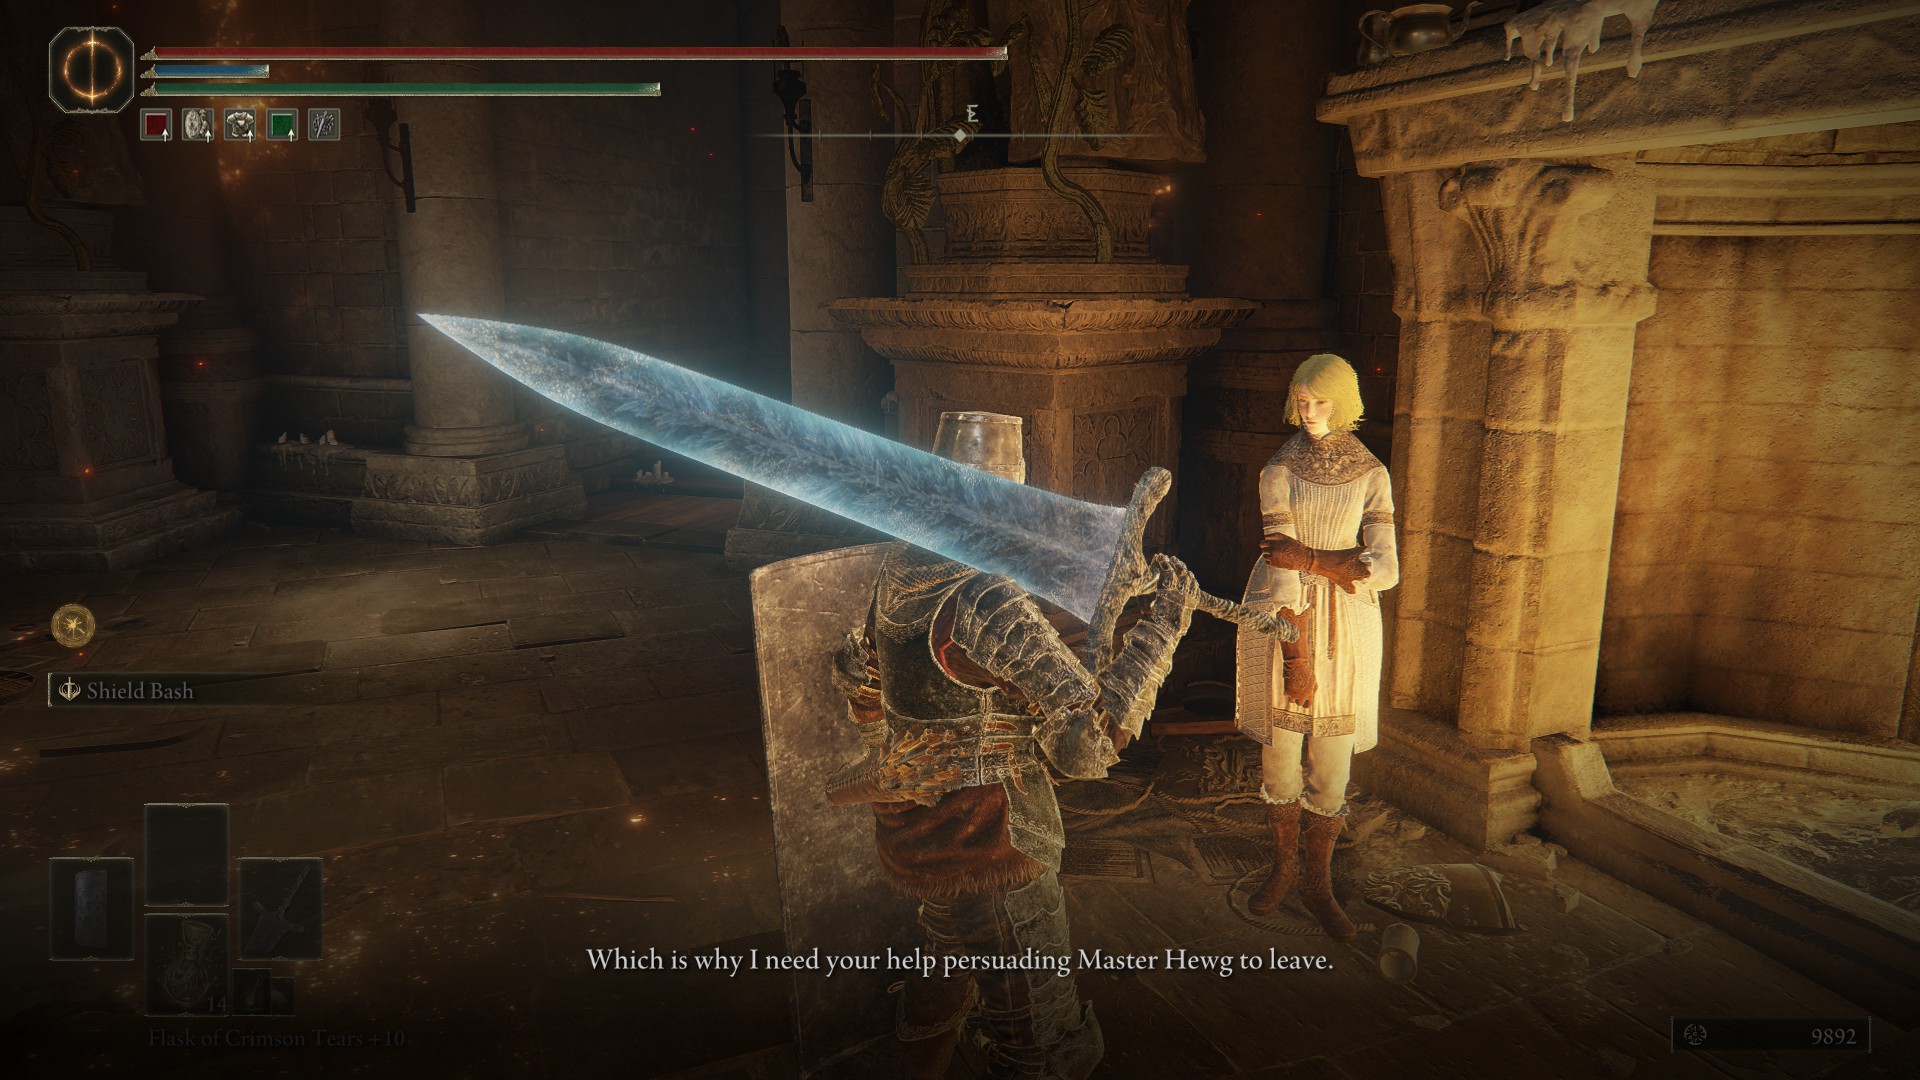 E
Shield Bash
Which is why I need your help persuading Master Hewg to leave.
14
Flask of Crimson Tears +10
9892